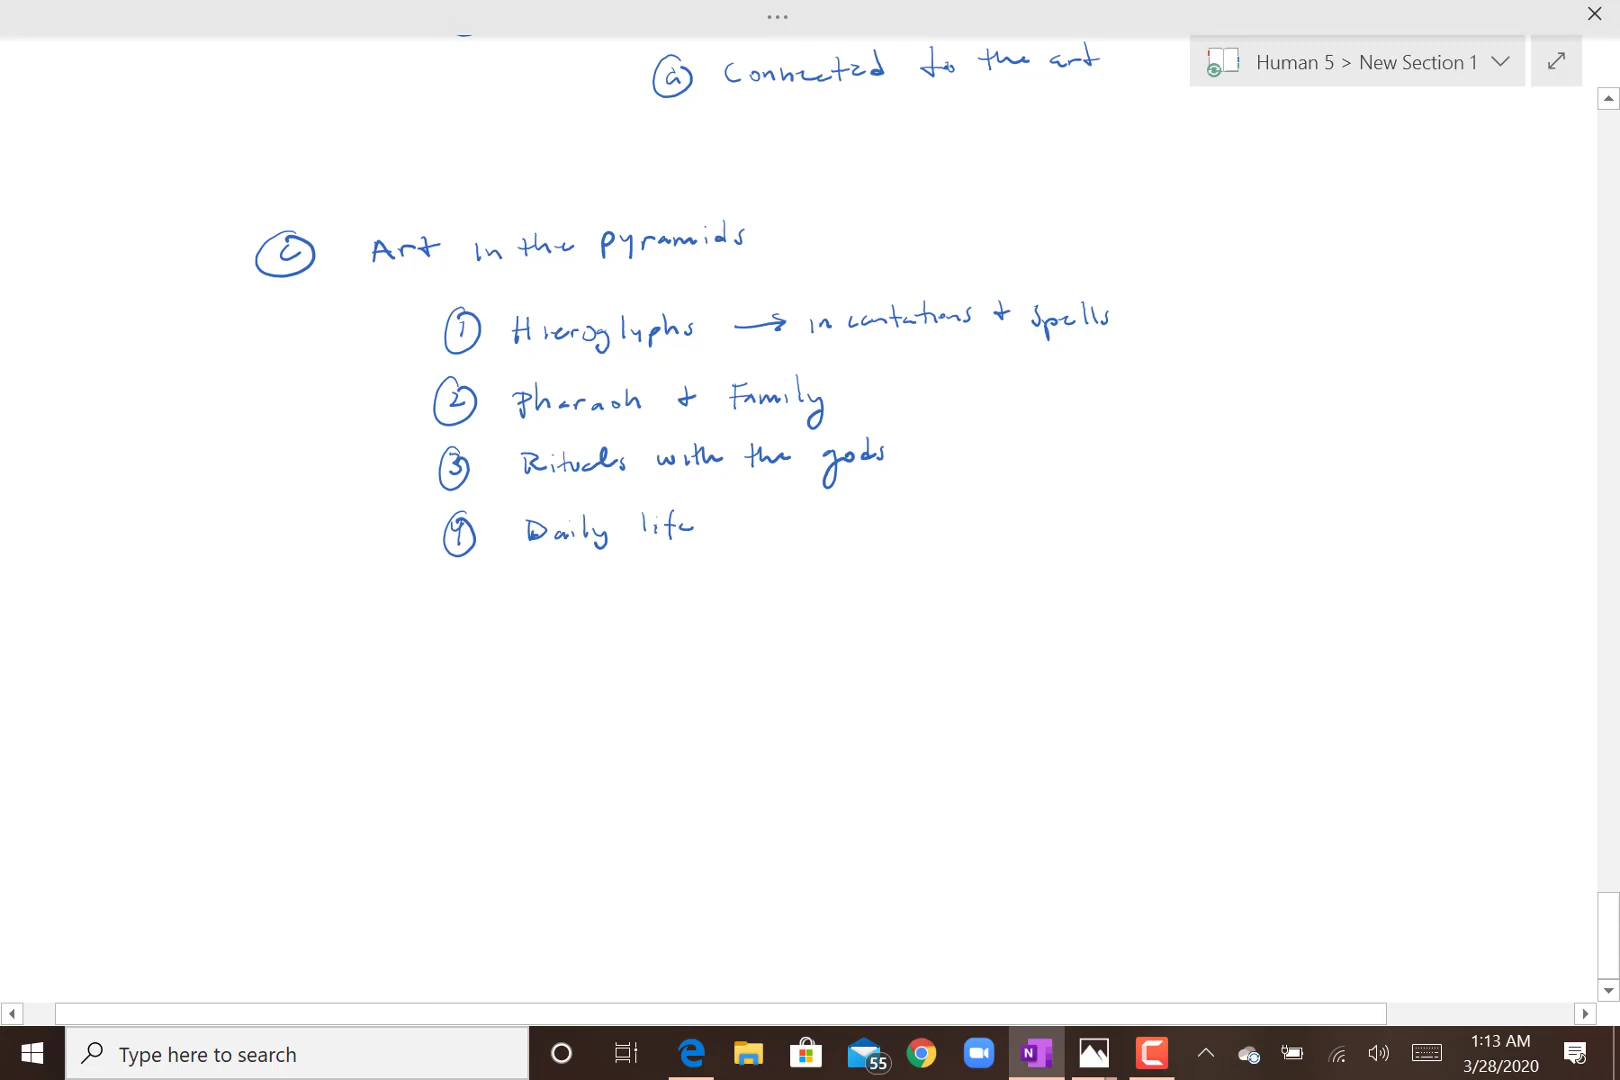 ⓐ Connected to the art
Human 5 > New Section 1
ⓒ Art in the pyramids
① Hieroglyphs → incantations + spells
② Pharaoh + Family
③ Rituals with the gods
④ Daily life
Type here to search
55
1:13 AM
3/28/2020